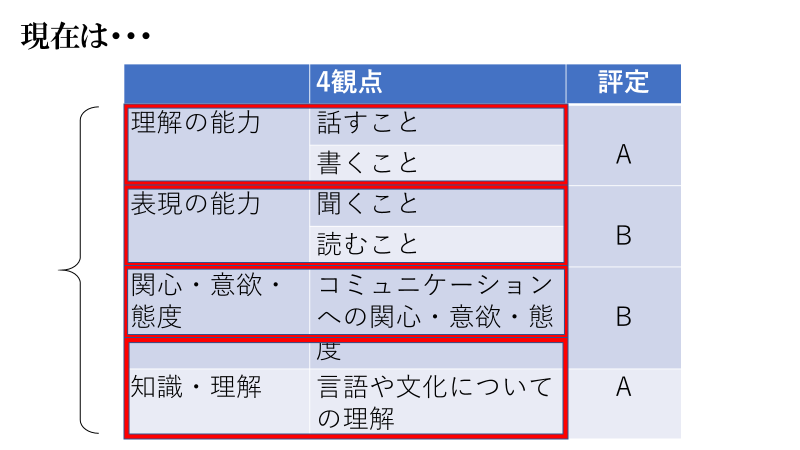 現在は・・・
4観点 評定
理解の能力 話すこと A
書くこと
表現の能力 聞くこと B
読むこと
関心・意欲・ コミュニケーション B
態度 への関心・意欲・態
度
知識・理解 言語や文化について A
の理解